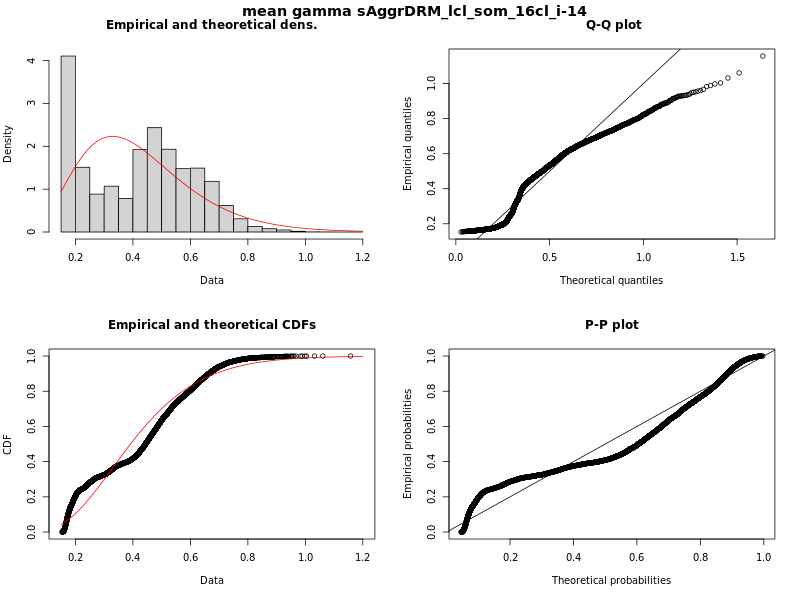 mean gamma sAggrDRM_lcl_som_16cl_i-14
Empirical and theoretical dens.
Density
0 1 2 3 4
0.2 0.4 0.6 0.8 1.0 1.2
Data
Q-Q plot
Empirical quantiles
0.2 0.4 0.6 0.8 1.0
0.0 0.5 1.0 1.5
Theoretical quantiles
Empirical and theoretical CDFs
CDF
0.0 0.2 0.4 0.6 0.8 1.0
0.2 0.4 0.6 0.8 1.0 1.2
Data
P-P plot
Empirical probabilities
0.0 0.2 0.4 0.6 0.8 1.0
0.2 0.4 0.6 0.8 1.0
Theoretical probabilities